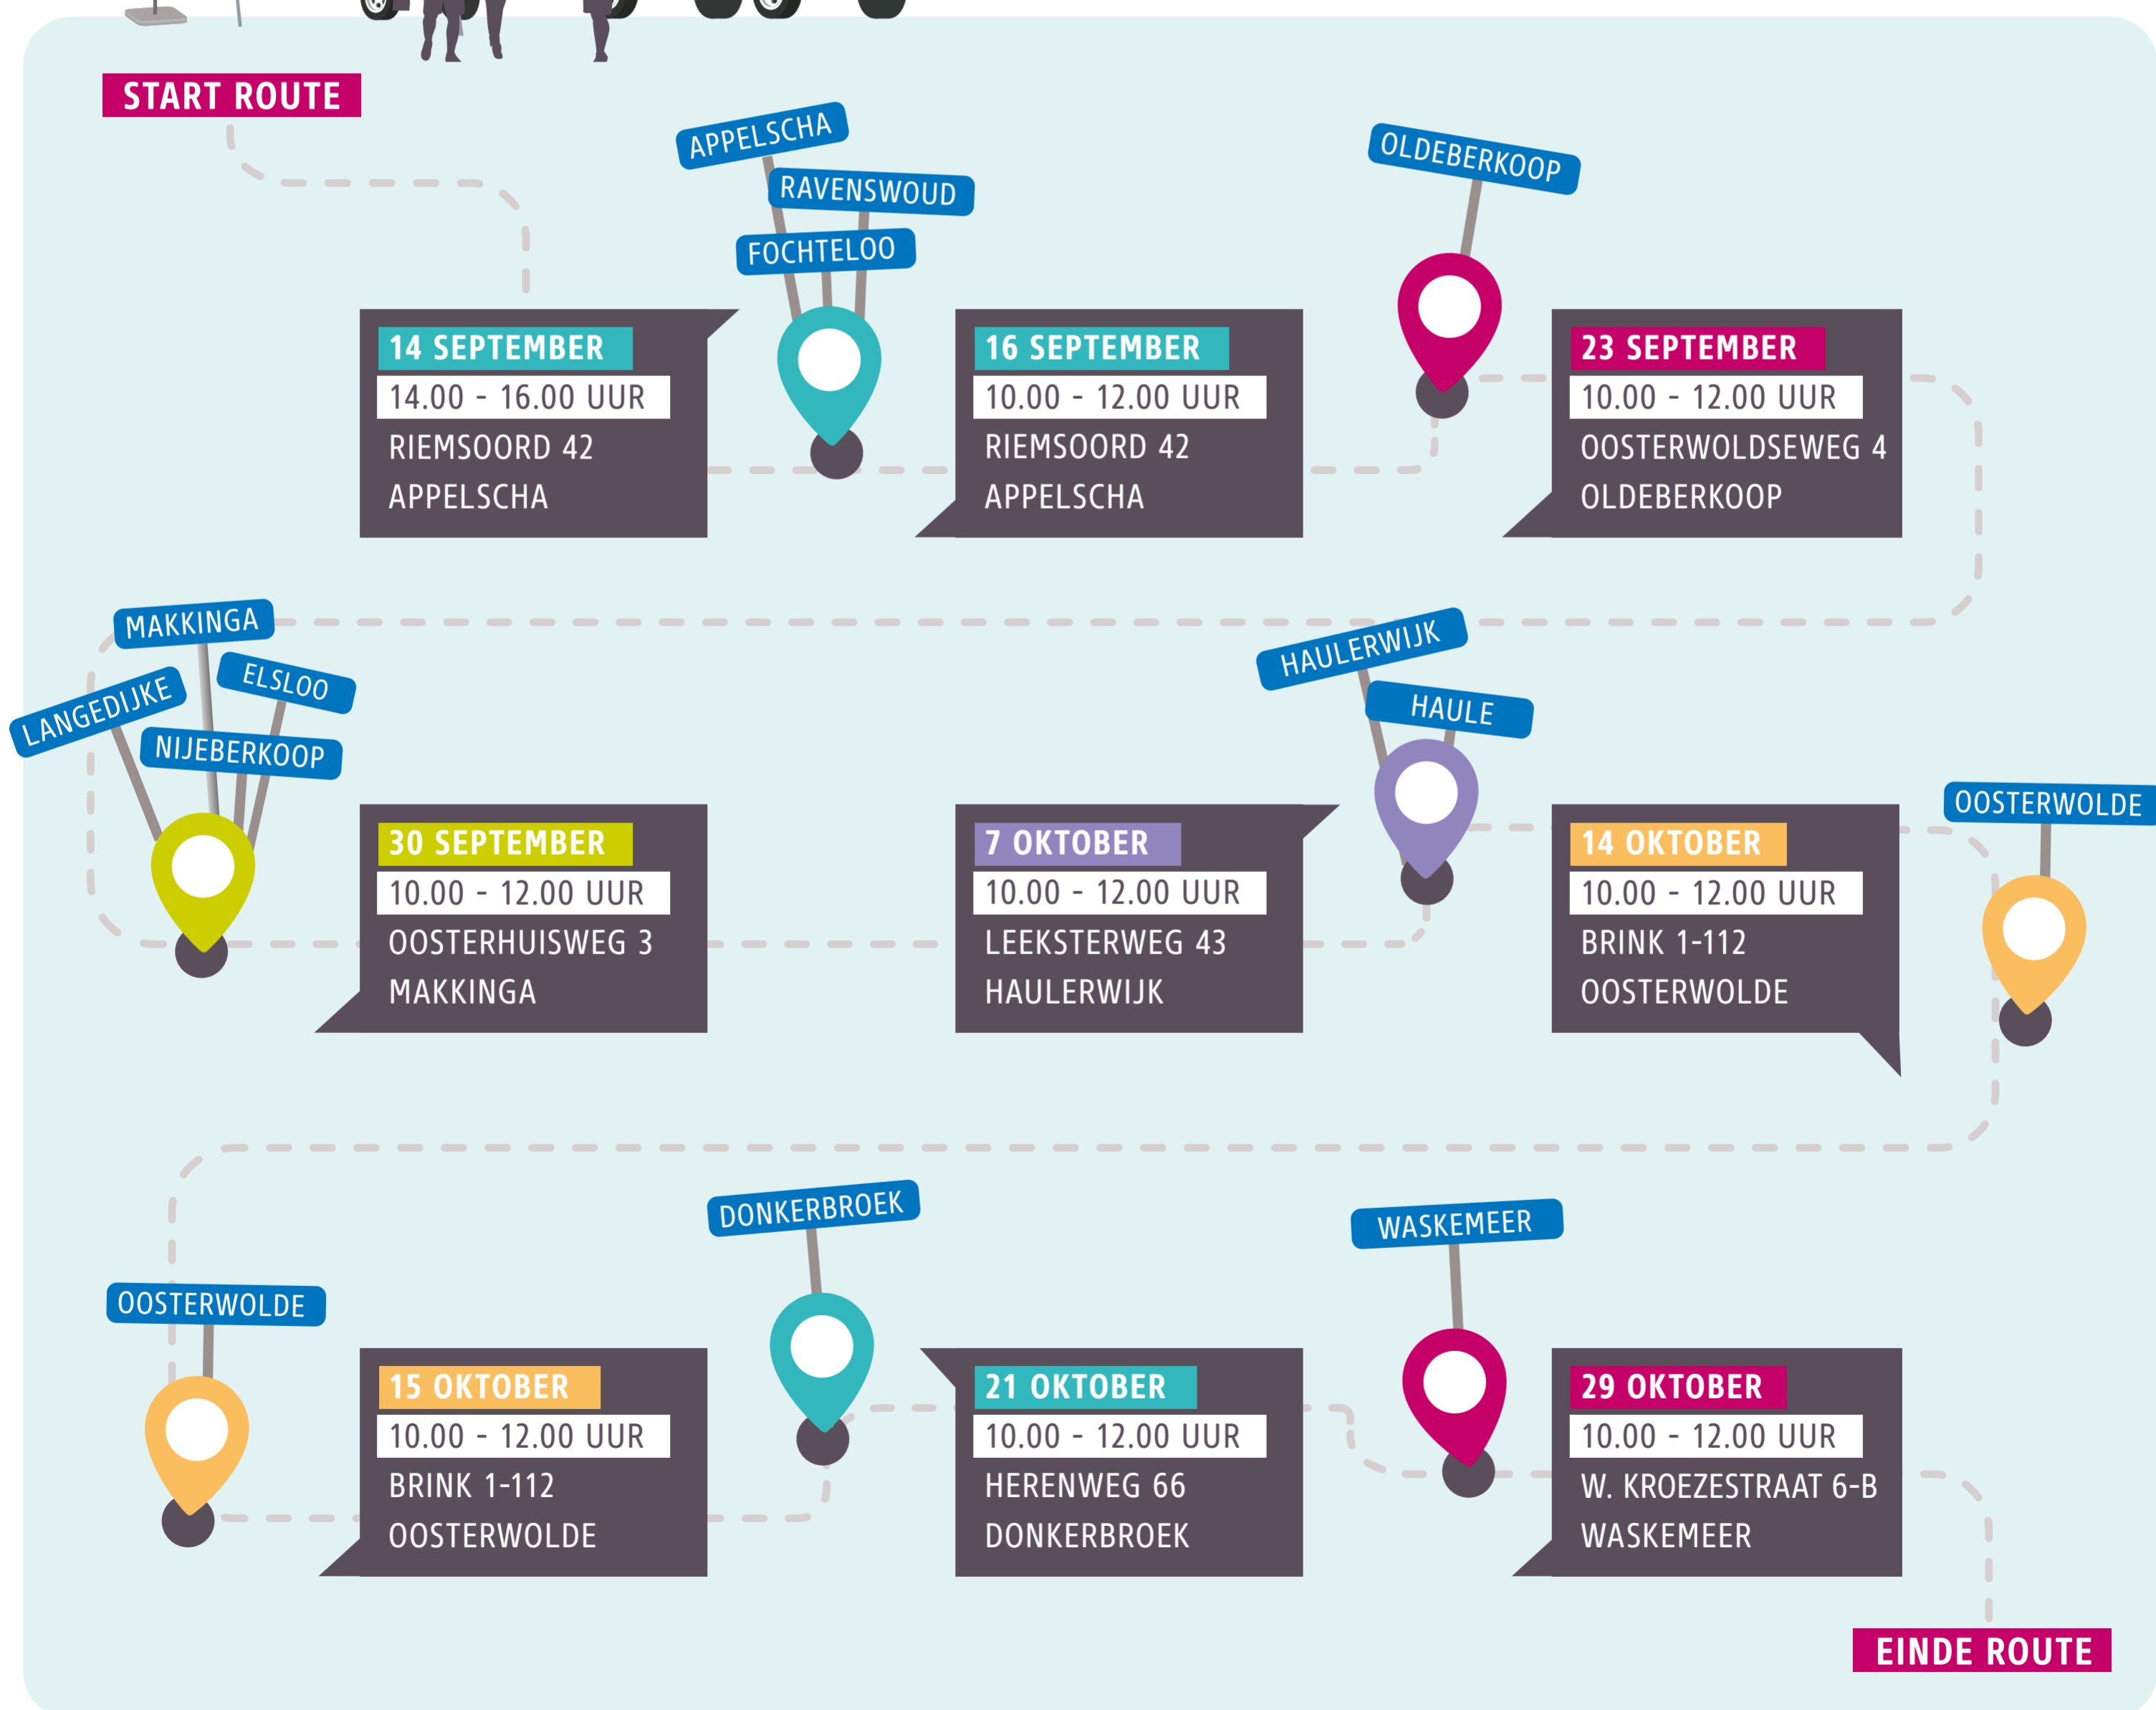 START ROUTE
APPELSCHA
RAVENSWOUD
FOCHTELOO
14 SEPTEMBER
14.00 - 16.00 UUR
RIEMSOORD 42
APPELSCHA
16 SEPTEMBER
10.00 - 12.00 UUR
RIEMSOORD 42
APPELSCHA
OLDEBERKOOP
23 SEPTEMBER
10.00 - 12.00 UUR
OOSTERWOLDSEWEG 4
OLDEBERKOOP
MAKKINGA
LANGEDIJKE
ELSLOO
NIJEBERKOOP
30 SEPTEMBER
10.00 - 12.00 UUR
OOSTERHUISWEG 3
MAKKINGA
HAULERWIJK
HAULE
7 OKTOBER
10.00 - 12.00 UUR
LEEKSTERWEG 43
HAULERWIJK
14 OKTOBER
10.00 - 12.00 UUR
BRINK 1-112
OOSTERWOLDE
OOSTERWOLDE
OOSTERWOLDE
15 OKTOBER
10.00 - 12.00 UUR
BRINK 1-112
OOSTERWOLDE
DONKERBROEK
21 OKTOBER
10.00 - 12.00 UUR
HERENWEG 66
DONKERBROEK
WASKEMEER
29 OKTOBER
10.00 - 12.00 UUR
W. KROEZESTRAAT 6-B
WASKEMEER
EINDE ROUTE